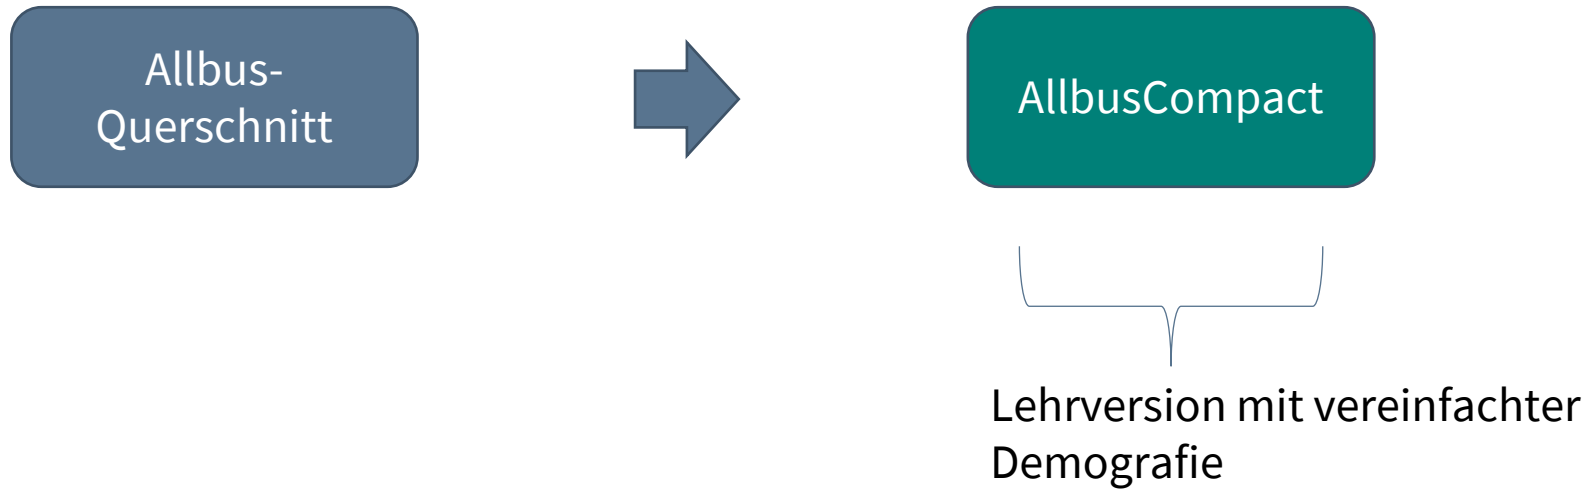 Allbus-
Querschnitt
AllbusCompact
Lehrversion mit vereinfachter
Demografie